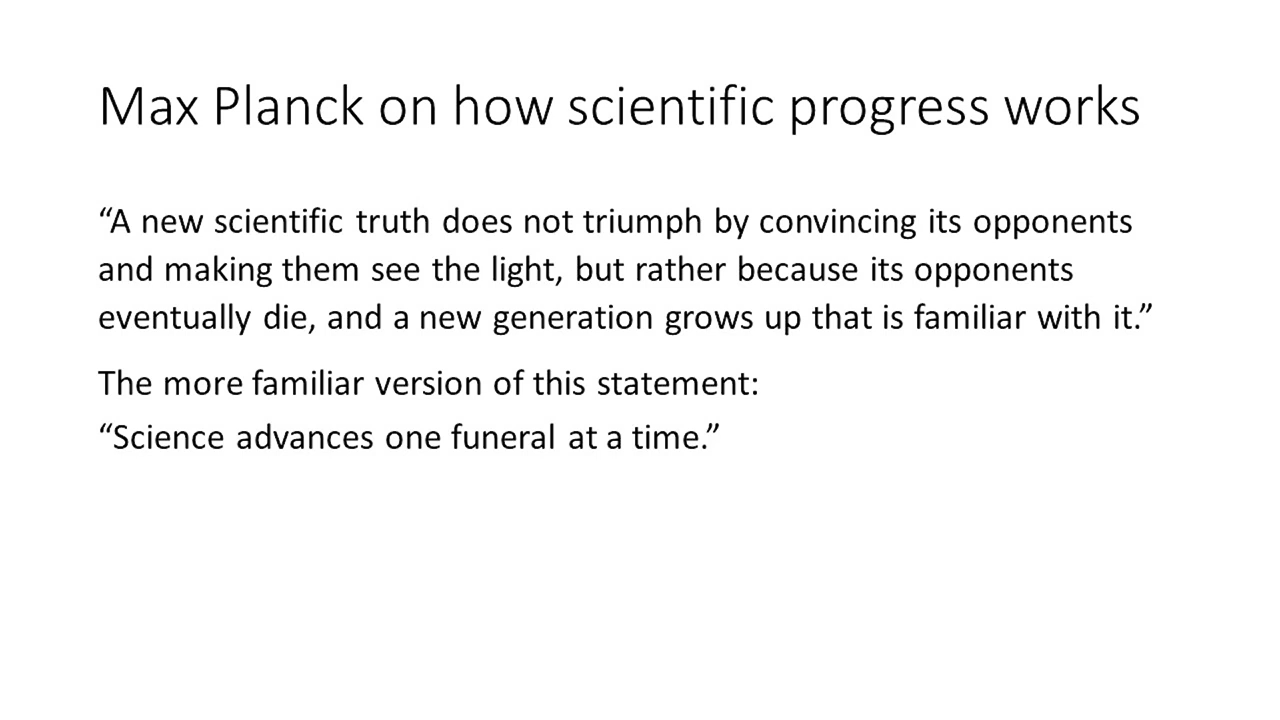 Max Planck on how scientific progress works
“A new scientific truth does not triumph by convincing its opponents
and making them see the light, but rather because its opponents
eventually die, and a new generation grows up that is familiar with it.”
The more familiar version of this statement:
“Science advances one funeral at a time.”